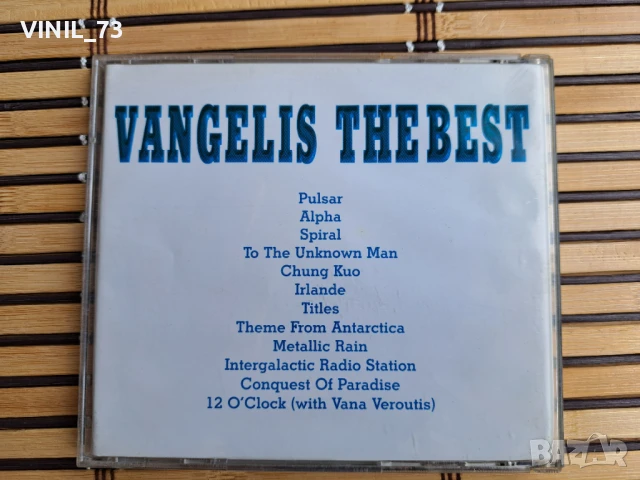 VINIL_73
VANGELIS THE BEST
Pulsar
Alpha
Spiral
To The Unknown Man
Chung Kuo
Irlande
Titles
Theme From Antarctica
Metallic Rain
Intergalactic Radio Station
Conquest Of Paradise
12 O'Clock (with Vana Veroutis)
BAZAR